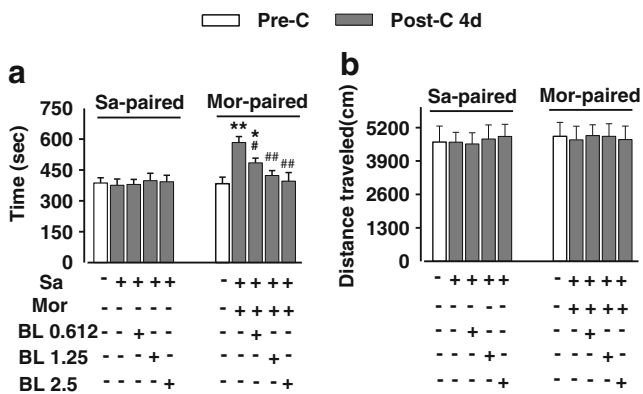 Pre-C Post-C 4d
a
Sa-paired Mor-paired
Time (sec)
750
600
450
300
150
00
**
*
#
##
##
Sa - + + + + - + + + +
Mor - - - - - - + + + +
BL 0.612 - - + - - - - + - -
BL 1.25 - - - + - - - - + -
BL 2.5 - - - - + - - - - +
b
Sa-paired Mor-paired
Distance traveled(cm)
5200
3900
2600
1300
0
- + + + + - + + + +
- - - - - - + + + +
- - + - - - - + - -
- - - + - - - - + -
- - - - + - - - - +